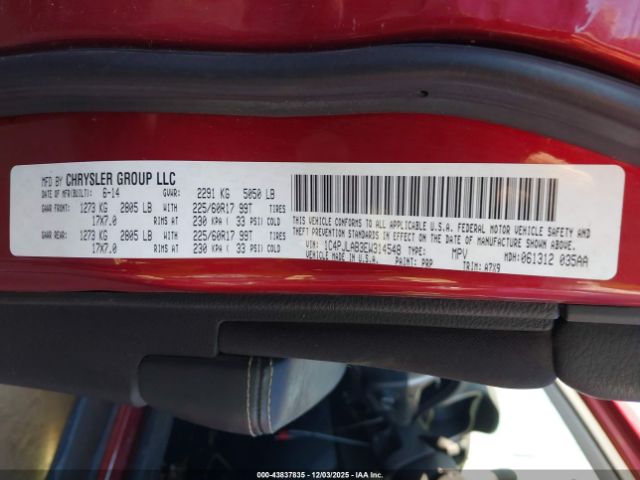 MFD BY CHRYSLER GROUP LLC
DATE OF MFR(BUILT): 6-14 GVWR: 2291 KG 5050 LB
GAWR FRONT: 1273 KG 2805 LB WITH 225/60R17 99T TIRES
17X7.0 RIMS AT 230 KPA ( 33 PSI) COLD
GAWR REAR: 1273 KG 2805 LB WITH 225/60R17 99T TIRES
17X7.0 RIMS AT 230 KPA ( 33 PSI) COLD
THIS VEHICLE CONFORMS TO ALL APPLICABLE U.S.A. FEDERAL MOTOR VEHICLE SAFETY, BUMPER, AND
THEFT PREVENTION STANDARDS IN EFFECT ON THE DATE OF MANUFACTURE SHOWN ABOVE.
VIN: 1C4PJLAB3EW314548 TYPE: MPV MDH: 061312 035AA
VEHICLE MADE IN U.S.A. PAINT: PRP TRIM: A7X9
000-43837835 - 12/03/2025 - IAAI.COM